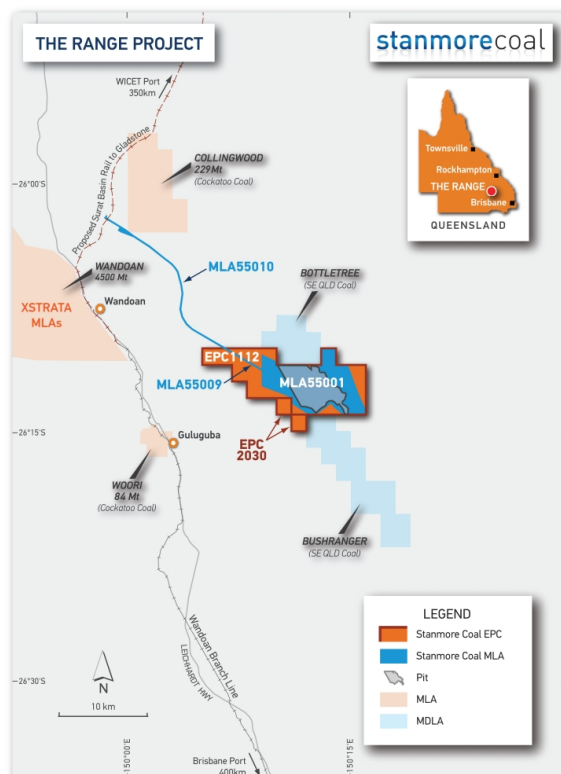 THE RANGE PROJECT
stanmorecoal
WICET Port
350km
Proposed Surat Basin Rail to Gladstone
COLLINGWOOD
229Mt
(Cockatoo Coal)
Townsville
Rockhampton
THE RANGE
Brisbane
QUEENSLAND
-26°00'S
WANDOAN
4500 Mt
MLA55010
BOTTLETREE
(SE QLD Coal)
XSTRATA
MLAs
Wandoan
EPC1112
MLA55009
MLA55001
-26°15'S
Guluguba
EPC
2030
WOORI
84 Mt
(Cockatoo Coal)
BUSHRANGER
(SE QLD Coal)
LEGEND
Stanmore Coal EPC
Stanmore Coal MLA
Pit
MLA
MDLA
Wandoan Branch Line
LEICHHARDT HWY
-26°30'S
N
10 km
150°00'E
150°15'E
Brisbane Port
400km